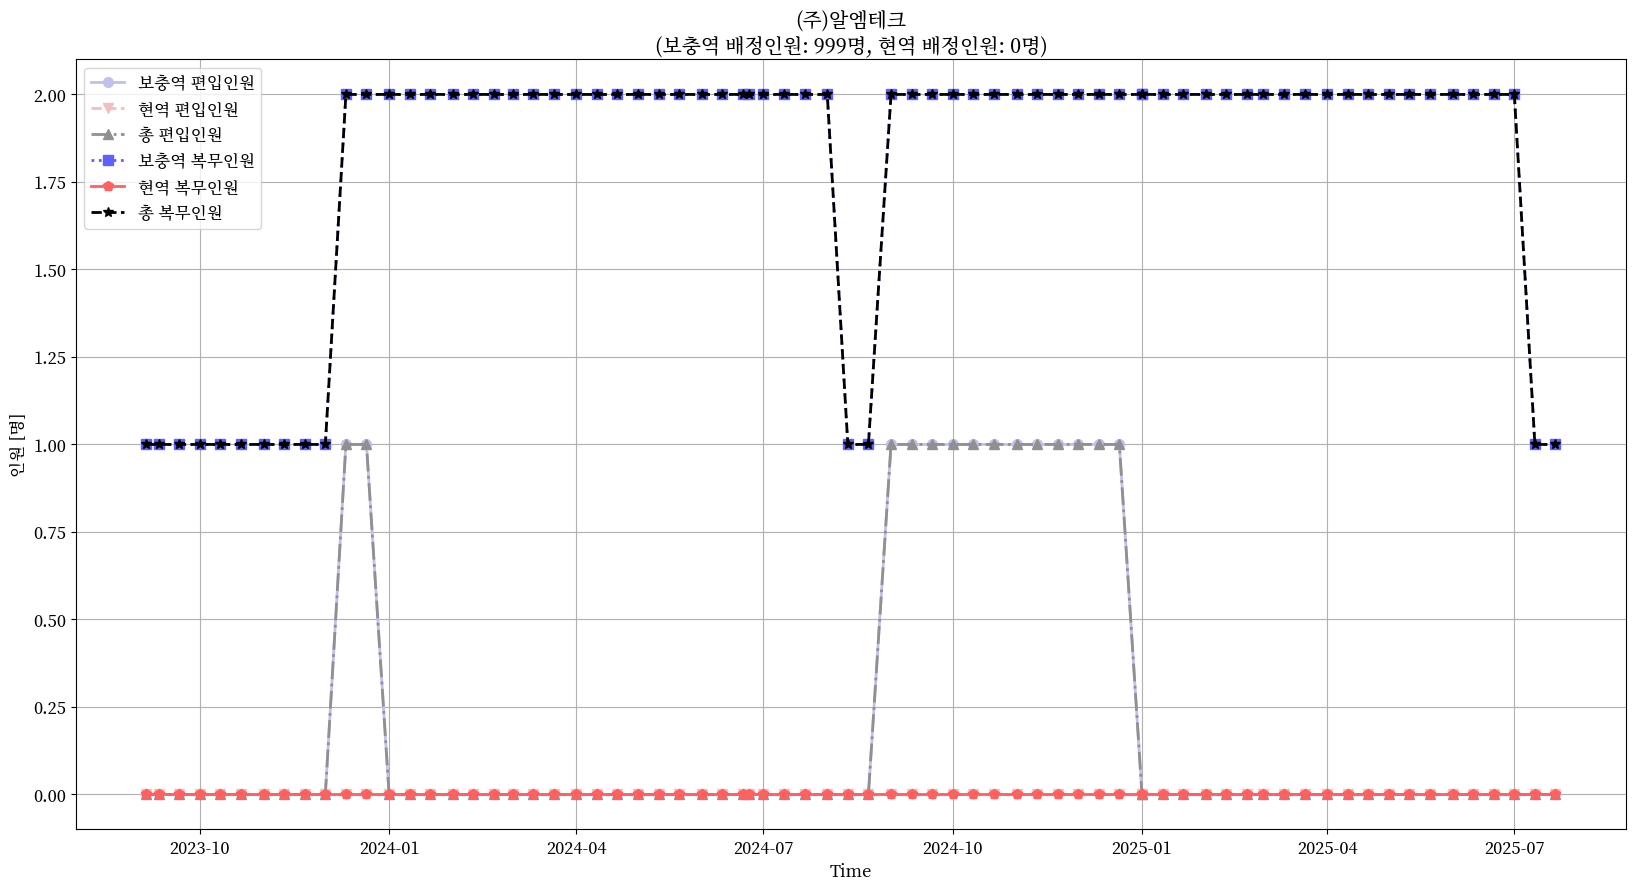 (주)알엠테크
(보충역 배정인원: 999명, 현역 배정인원: 0명)
보충역 편입인원
현역 편입인원
총 편입인원
보충역 복무인원
현역 복무인원
총 복무인원
인원 [명]
2.00
1.75
1.50
1.25
1.00
0.75
0.50
0.25
0.00
2023-10
2024-01
2024-04
2024-07
2024-10
2025-01
2025-04
2025-07
Time